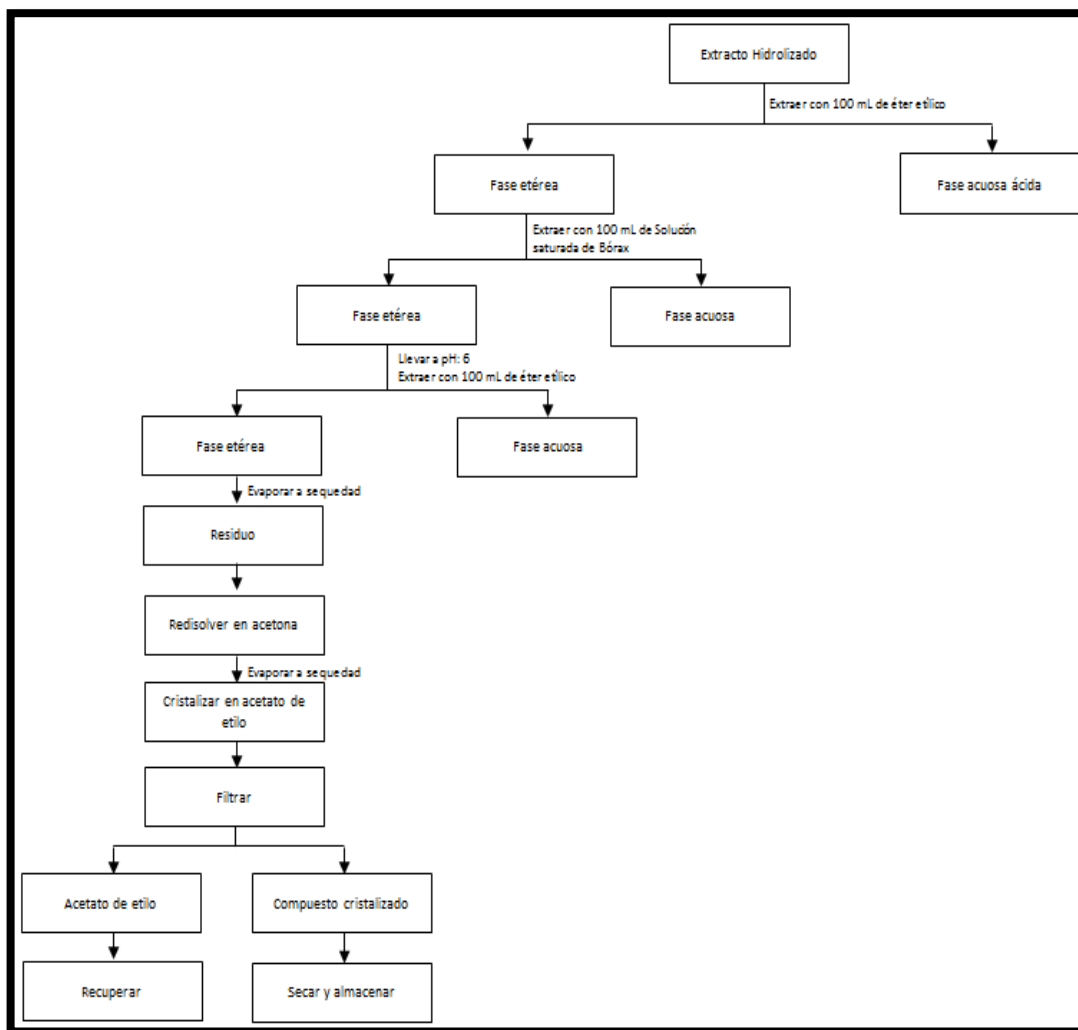 Extracto Hidrolizado
Extraer con 100 mL de éter etílico
Fase etérea
Fase acuosa ácida
Extraer con 100 mL de Solución
saturada de Bórax
Fase etérea
Fase acuosa
Llevar a pH: 6
Extraer con 100 mL de éter etílico
Fase etérea
Fase acuosa
Evaporar a sequedad
Residuo
Redisolver en acetona
Evaporar a sequedad
Cristalizar en acetato de
etilo
Filtrar
Acetato de etilo
Compuesto cristalizado
Recuperar
Secar y almacenar